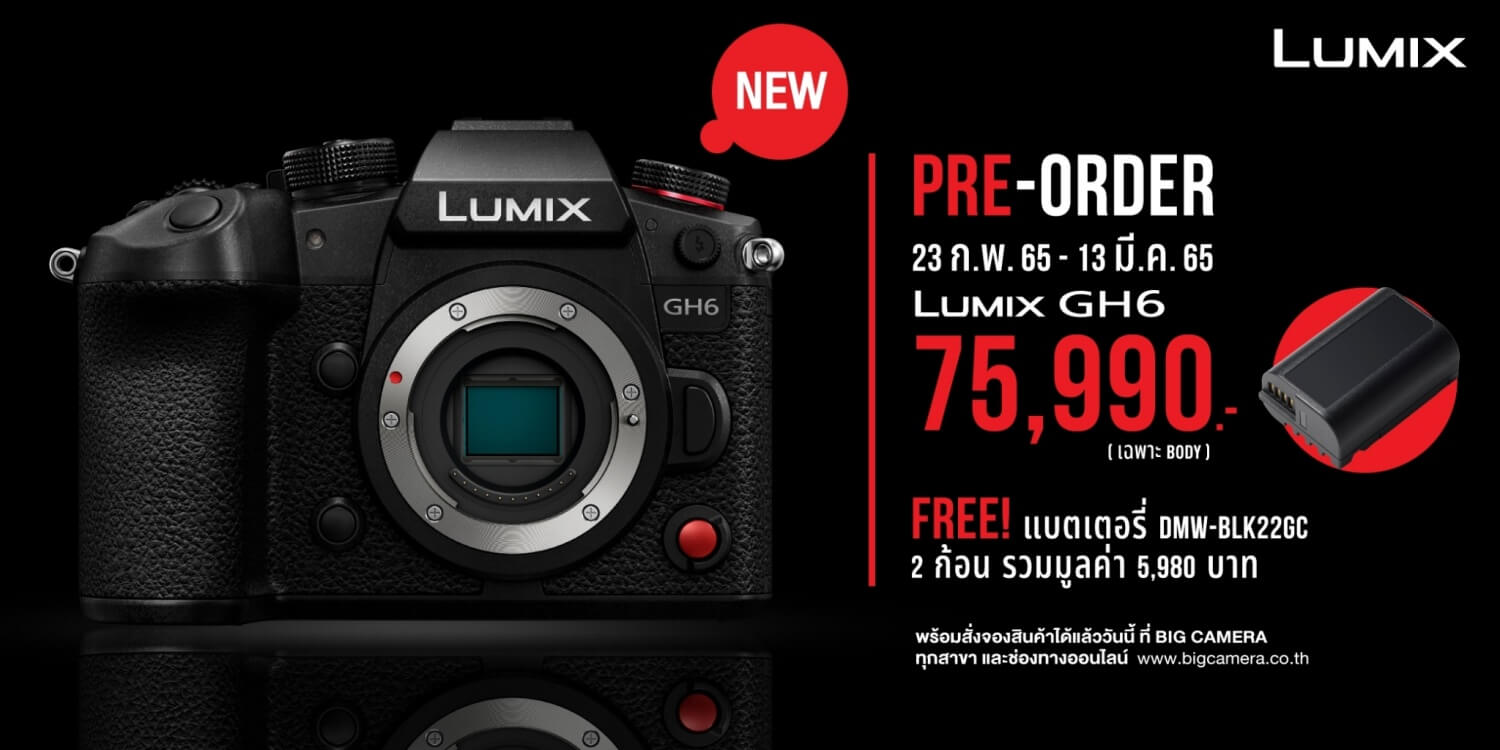 LUMIX
NEW
LUMIX
GH6
PRE-ORDER
23 ก.พ. 65 - 13 มี.ค. 65
LUMIX GH6
75,990.-
( เฉพาะ BODY )
FREE! แบตเตอรี่ DMW-BLK22GC
2 ก้อน รวมมูลค่า 5,980 บาท
พร้อมสั่งจองสินค้าได้แล้ววันนี้ ที่ BIG CAMERA
ทุกสาขา และช่องทางออนไลน์ www.bigcamera.co.th